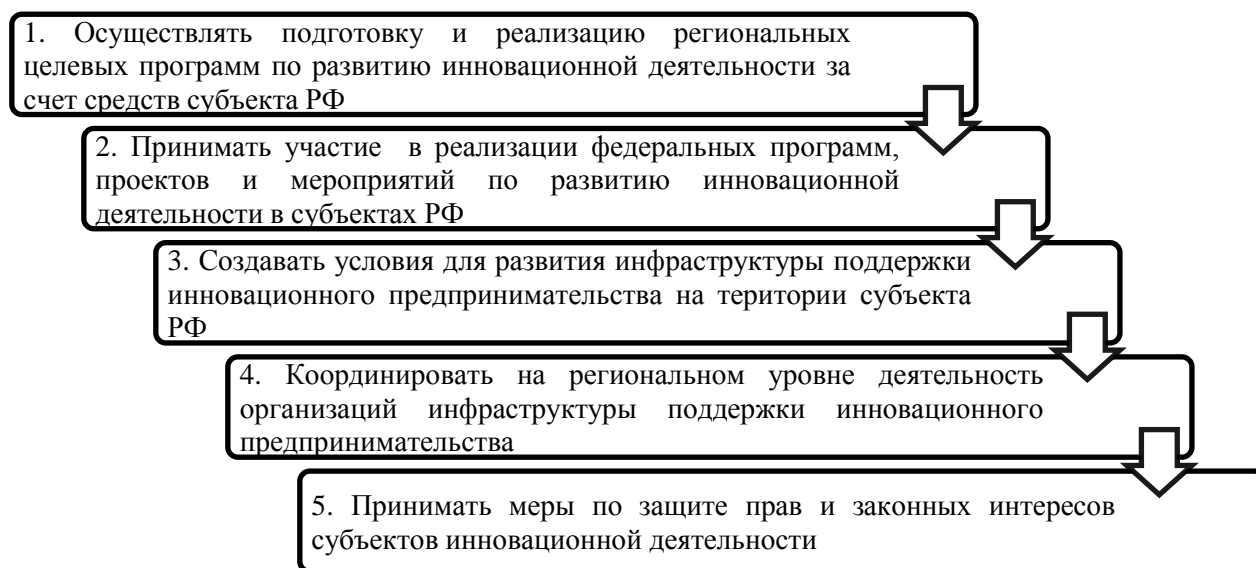 1. Осуществлять подготовку и реализацию региональных
целевых программ по развитию инновационной деятельности за
счет средств субъекта РФ
2. Принимать участие в реализации федеральных программ,
проектов и мероприятий по развитию инновационной
деятельности в субъектах РФ
3. Создавать условия для развития инфраструктуры поддержки
инновационного предпринимательства на територии субъекта
РФ
4. Координировать на региональном уровне деятельность
организаций инфраструктуры поддержки инновационного
предпринимательства
5. Принимать меры по защите прав и законных интересов
субъектов инновационной деятельности